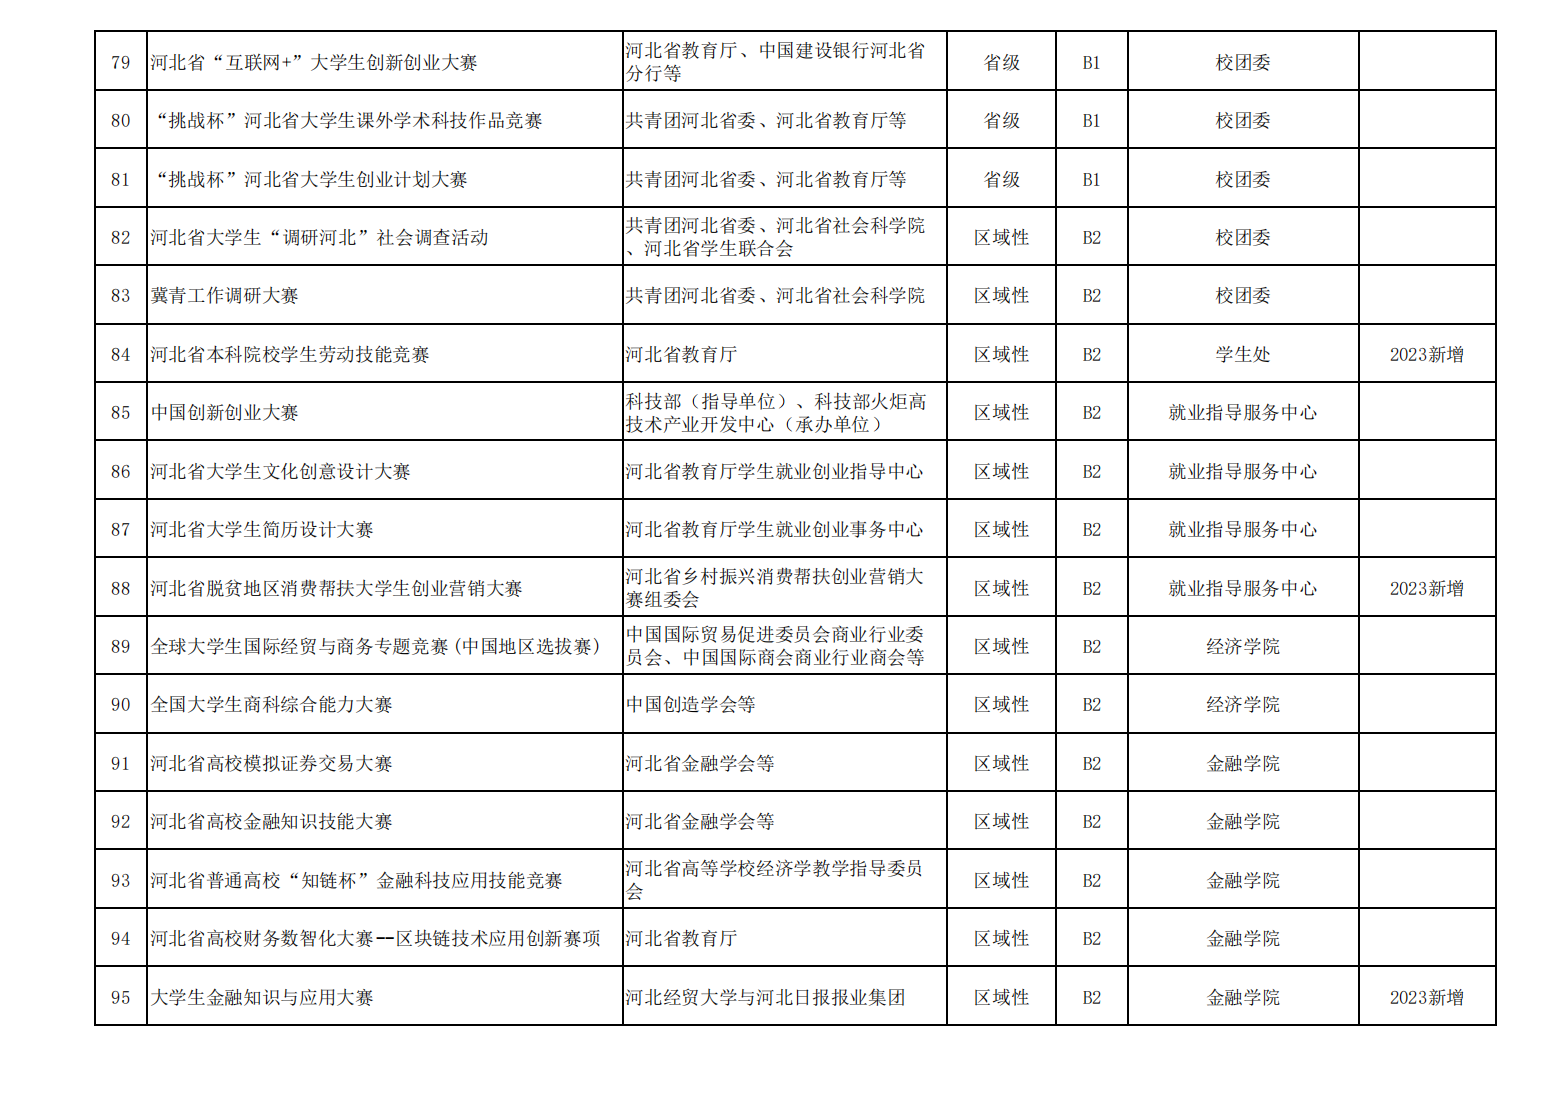 79 河北省“互联网+”大学生创新创业大赛 河北省教育厅、中国建设银行河北省 省级 B1 校团委
分行等
80 “挑战杯”河北省大学生课外学术科技作品竞赛 共青团河北省委、河北省教育厅等 省级 B1 校团委
81 “挑战杯”河北省大学生创业计划大赛 共青团河北省委、河北省教育厅等 省级 B1 校团委
82 河北省大学生“调研河北”社会调查活动 共青团河北省委、河北省社会科学院 区域性 B2 校团委
、河北省学生联合会
83 冀青工作调研大赛 共青团河北省委、河北省社会科学院 区域性 B2 校团委
84 河北省本科院校学生劳动技能竞赛 河北省教育厅 区域性 B2 学生处 2023新增
85 中国创新创业大赛 科技部（指导单位）、科技部火炬高 区域性 B2 就业指导服务中心
技术产业开发中心（承办单位）
86 河北省大学生文化创意设计大赛 河北省教育厅学生就业创业指导中心 区域性 B2 就业指导服务中心
87 河北省大学生简历设计大赛 河北省教育厅学生就业创业事务中心 区域性 B2 就业指导服务中心
88 河北省脱贫地区消费帮扶大学生创业营销大赛 河北省乡村振兴消费帮扶创业营销大 区域性 B2 就业指导服务中心 2023新增
赛组委会
89 全球大学生国际经贸与商务专题竞赛(中国地区选拔赛) 中国国际贸易促进委员会商业行业委 区域性 B2 经济学院
员会、中国国际商会商业行业商会等
90 全国大学生商科综合能力大赛 中国创造学会等 区域性 B2 经济学院
91 河北省高校模拟证券交易大赛 河北省金融学会等 区域性 B2 金融学院
92 河北省高校金融知识技能大赛 河北省金融学会等 区域性 B2 金融学院
93 河北省普通高校“知链杯”金融科技应用技能竞赛 河北省高等学校经济学教学指导委员 区域性 B2 金融学院
会
94 河北省高校财务数智化大赛--区块链技术应用创新赛项 河北省教育厅 区域性 B2 金融学院
95 大学生金融知识与应用大赛 河北经贸大学与河北日报报业集团 区域性 B2 金融学院 2023新增